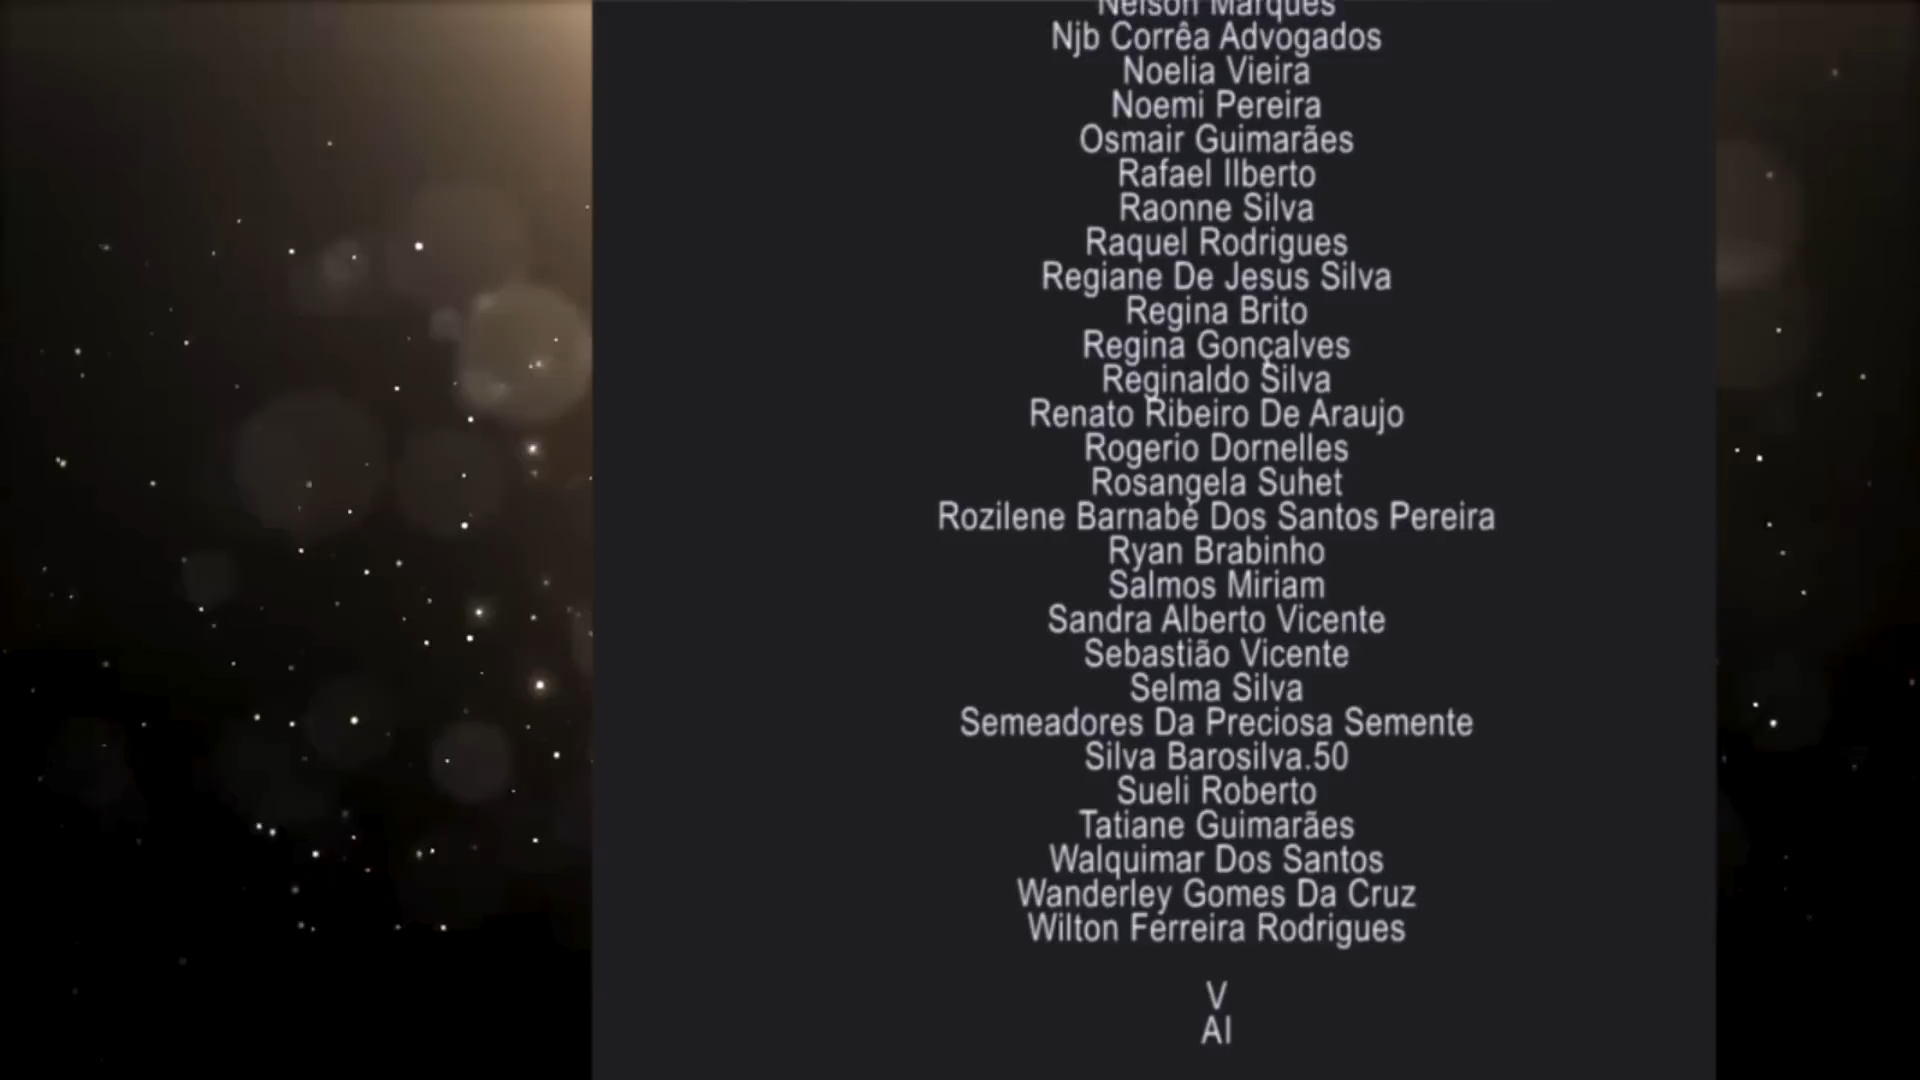 Nelson Marques
Njb Corrêa Advogados
Noelia Vieira
Noemi Pereira
Osmair Guimarães
Rafael Ilberto
Raonne Silva
Raquel Rodrigues
Regiane De Jesus Silva
Regina Brito
Regina Gonçalves
Reginaldo Silva
Renato Ribeiro De Araujo
Rogerio Dornelles
Rosangela Suhet
Rozilene Barnabé Dos Santos Pereira
Ryan Brabinho
Salmos Miriam
Sandra Alberto Vicente
Sebastião Vicente
Selma Silva
Semeadores Da Preciosa Semente
Silva Barosilva.50
Sueli Roberto
Tatiane Guimarães
Walquimar Dos Santos
Wanderley Gomes Da Cruz
Wilton Ferreira Rodrigues
V
AI